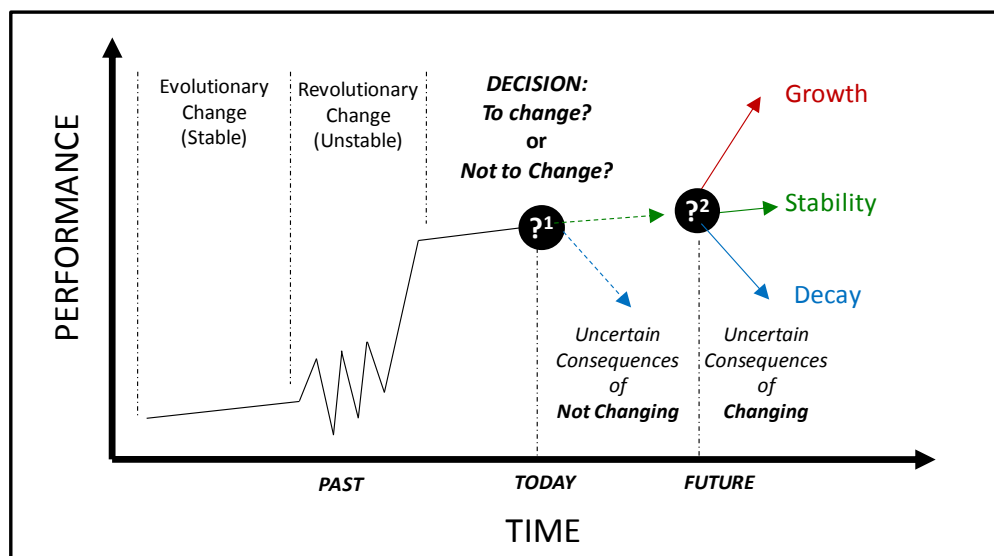 Evolutionary
Change
(Stable)
Revolutionary
Change
(Unstable)
DECISION:
To change?
or
Not to Change?
Growth
?1
?2
Stability
Decay
Uncertain
Consequences
of
Not Changing
Uncertain
Consequences
of
Changing
PERFORMANCE
PAST
TODAY
FUTURE
TIME